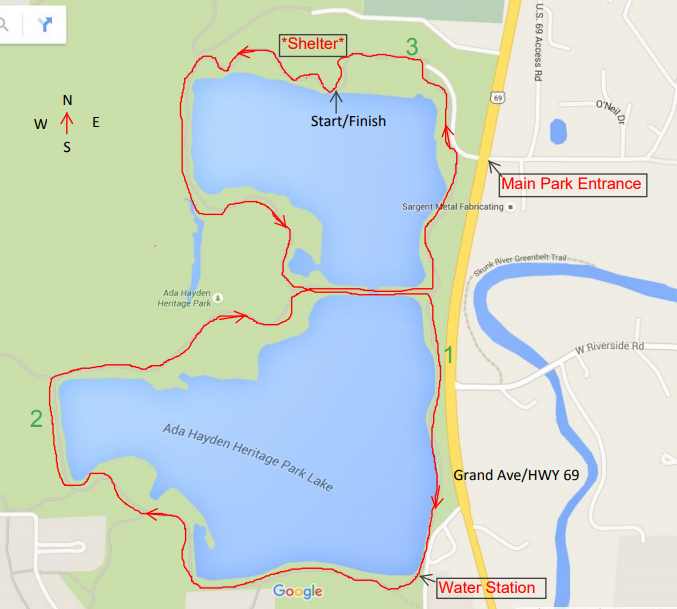 *Shelter*
3
U.S. 69 Access Rd
69
N
W E
S
Start/Finish
O'Neil Dr
Main Park Entrance
Sargent Metal Fabricating
Skunk River Greenbelt Trail
Ada Hayden
Heritage Park
1
W Riverside Rd
2
Ada Hayden Heritage Park Lake
Grand Ave/HWY 69
Water Station
Google